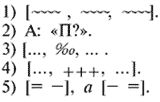 1) [~~~~ , ~~~~, ~~~~].
2) А: «П?».
3) [..., ‰, ... .
4) [..., +++, ...].
5) [= −], а [− =].